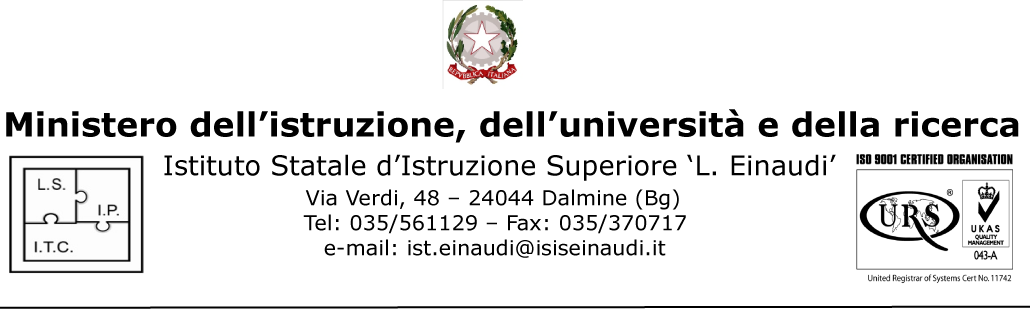 REPVBBLICA ITALIANA
Ministero dell’istruzione, dell’università e della ricerca
Istituto Statale d’Istruzione Superiore ‘L. Einaudi’
Via Verdi, 48 – 24044 Dalmine (Bg)
Tel: 035/561129 – Fax: 035/370717
e-mail: ist.einaudi@isiseinaudi.it
L.S.
I.P.
I.T.C.
ISO 9001 CERTIFIED ORGANISATION
URS
®
UKAS
QUALITY
MANAGEMENT
043-A
United Registrar of Systems Cert No. 11742